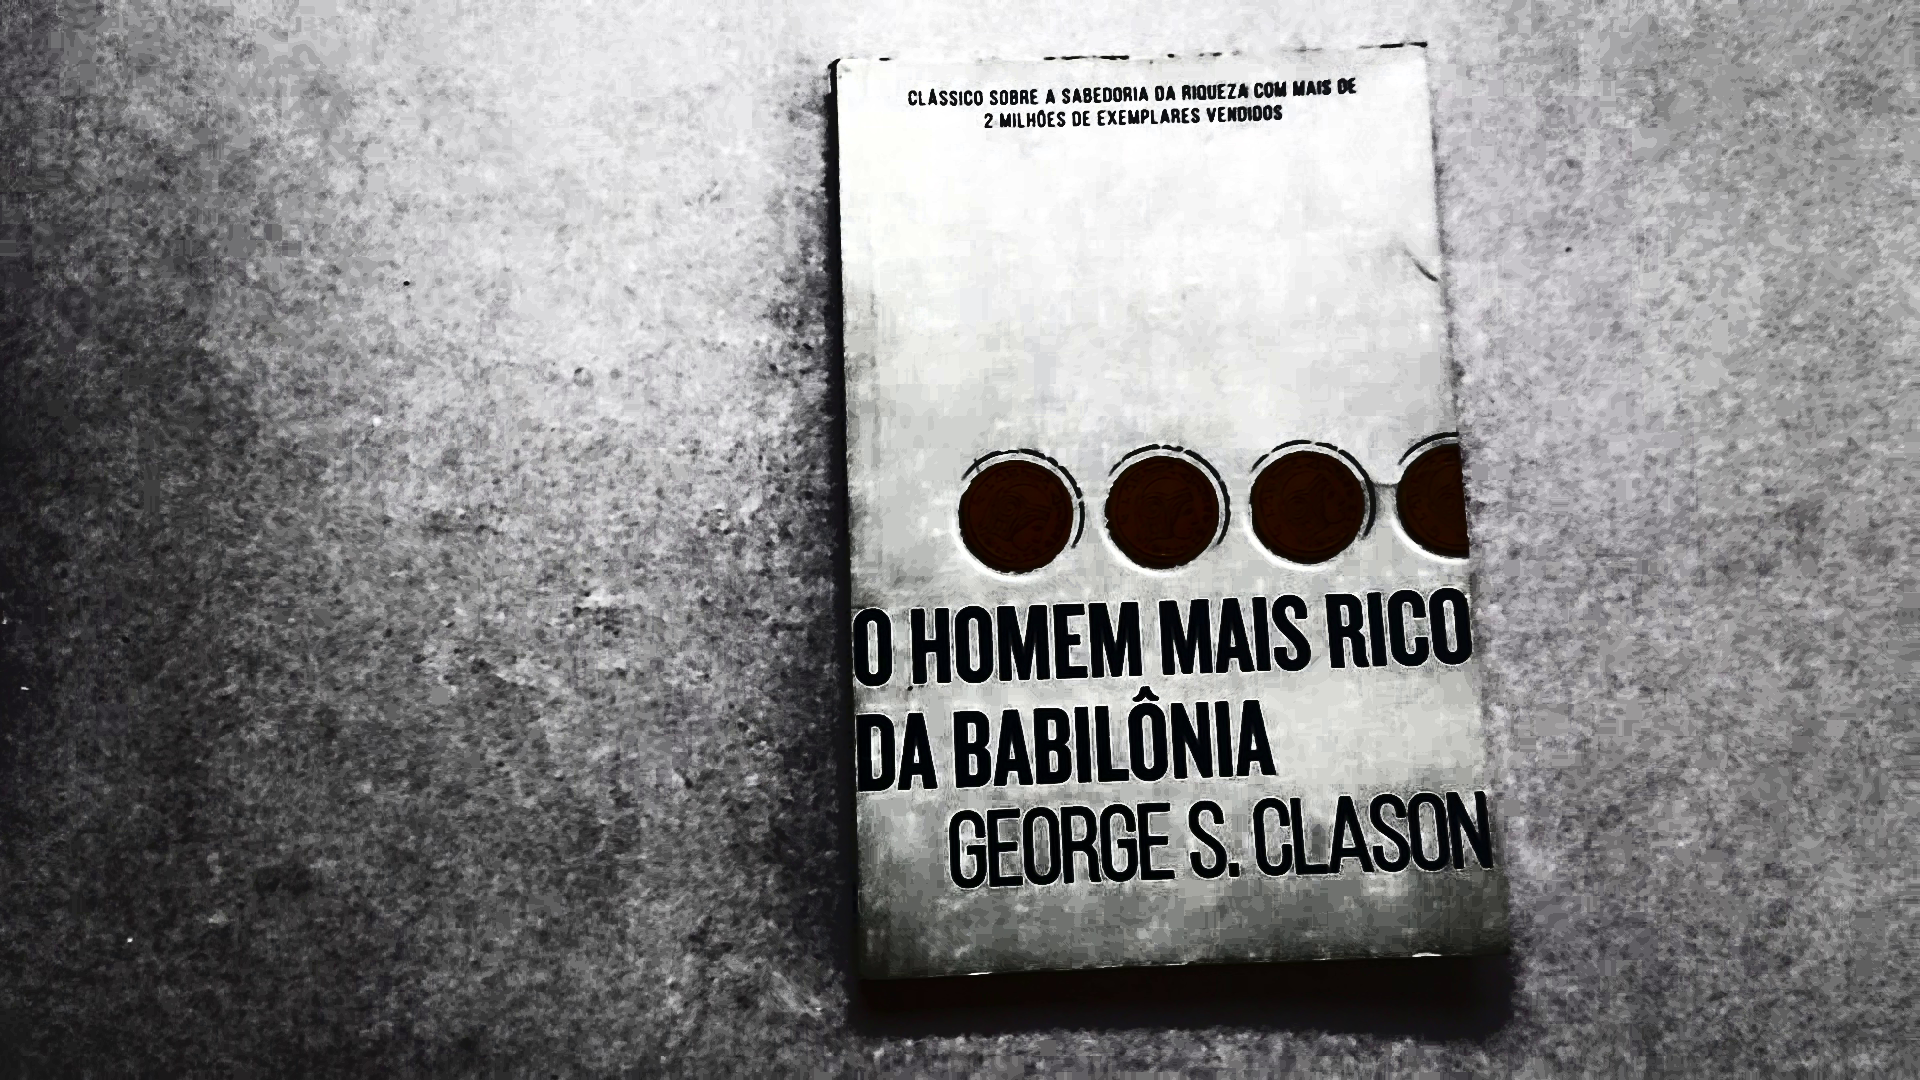 CLÁSSICO SOBRE A SABEDORIA DA RIQUEZA COM MAIS DE
2 MILHÕES DE EXEMPLARES VENDIDOS
O HOMEM MAIS RICO
DA BABILÔNIA
GEORGE S. CLASON